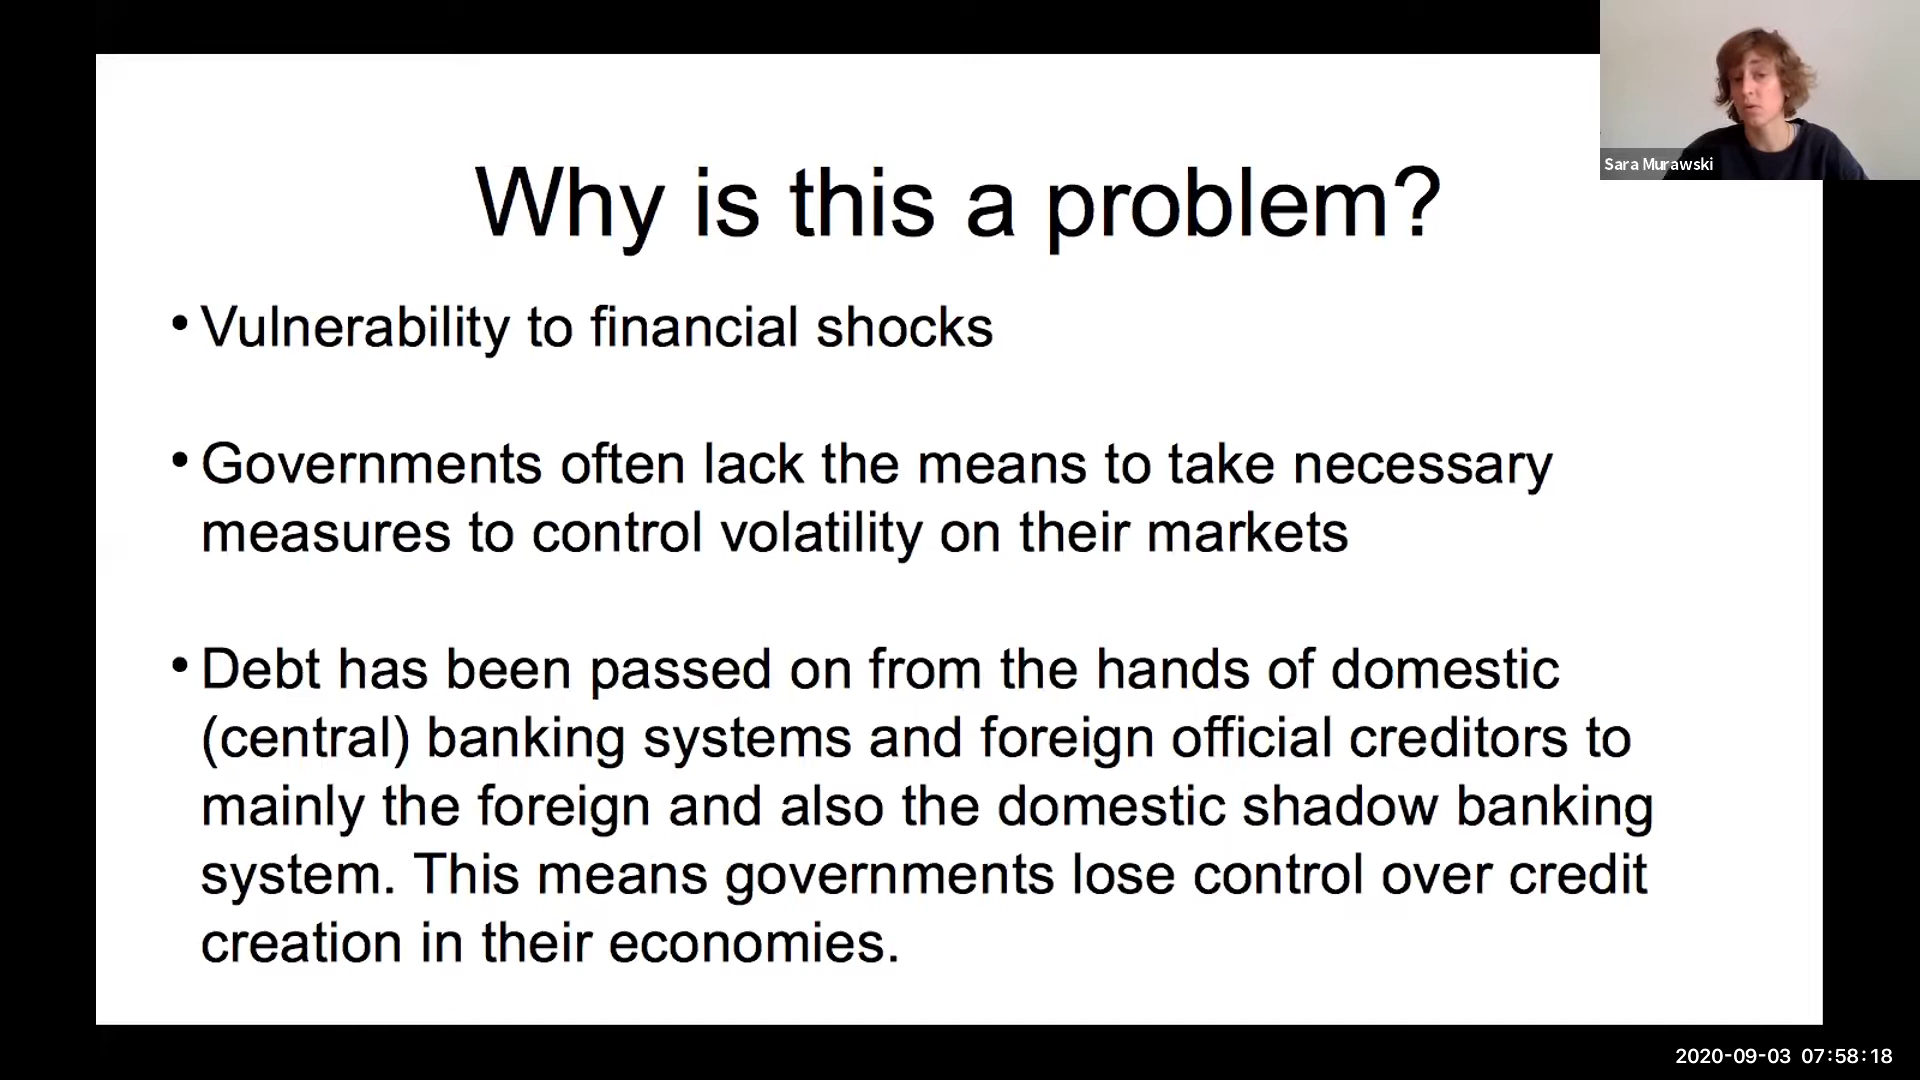 Sara Murawski
Why is this a problem?
• Vulnerability to financial shocks
• Governments often lack the means to take necessary
measures to control volatility on their markets
• Debt has been passed on from the hands of domestic
(central) banking systems and foreign official creditors to
mainly the foreign and also the domestic shadow banking
system. This means governments lose control over credit
creation in their economies.
2020-09-03 07:58:18